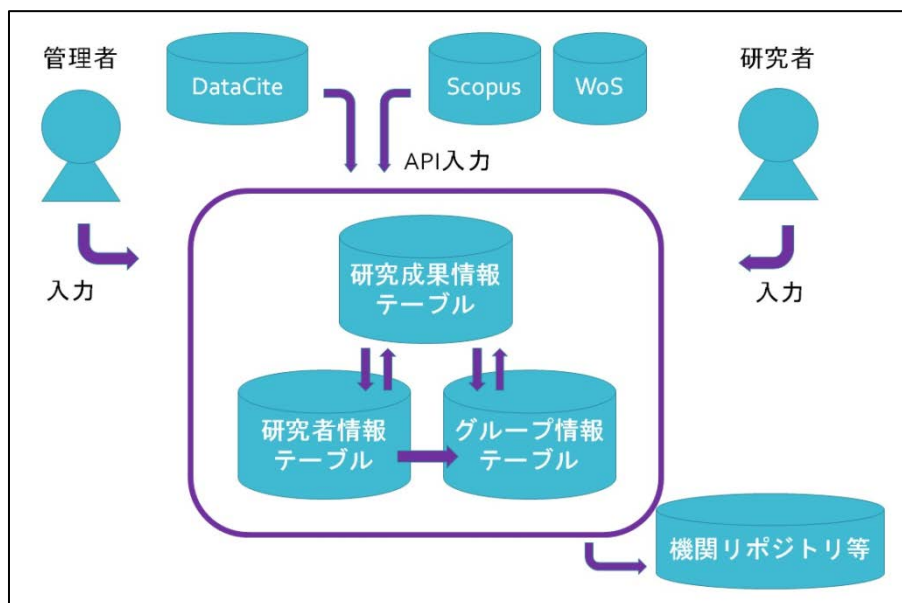 管理者
DataCite
Scopus
WoS
研究者
API入力
入力
入力
研究成果情報
テーブル
研究者情報
テーブル
グループ情報
テーブル
機関リポジトリ等